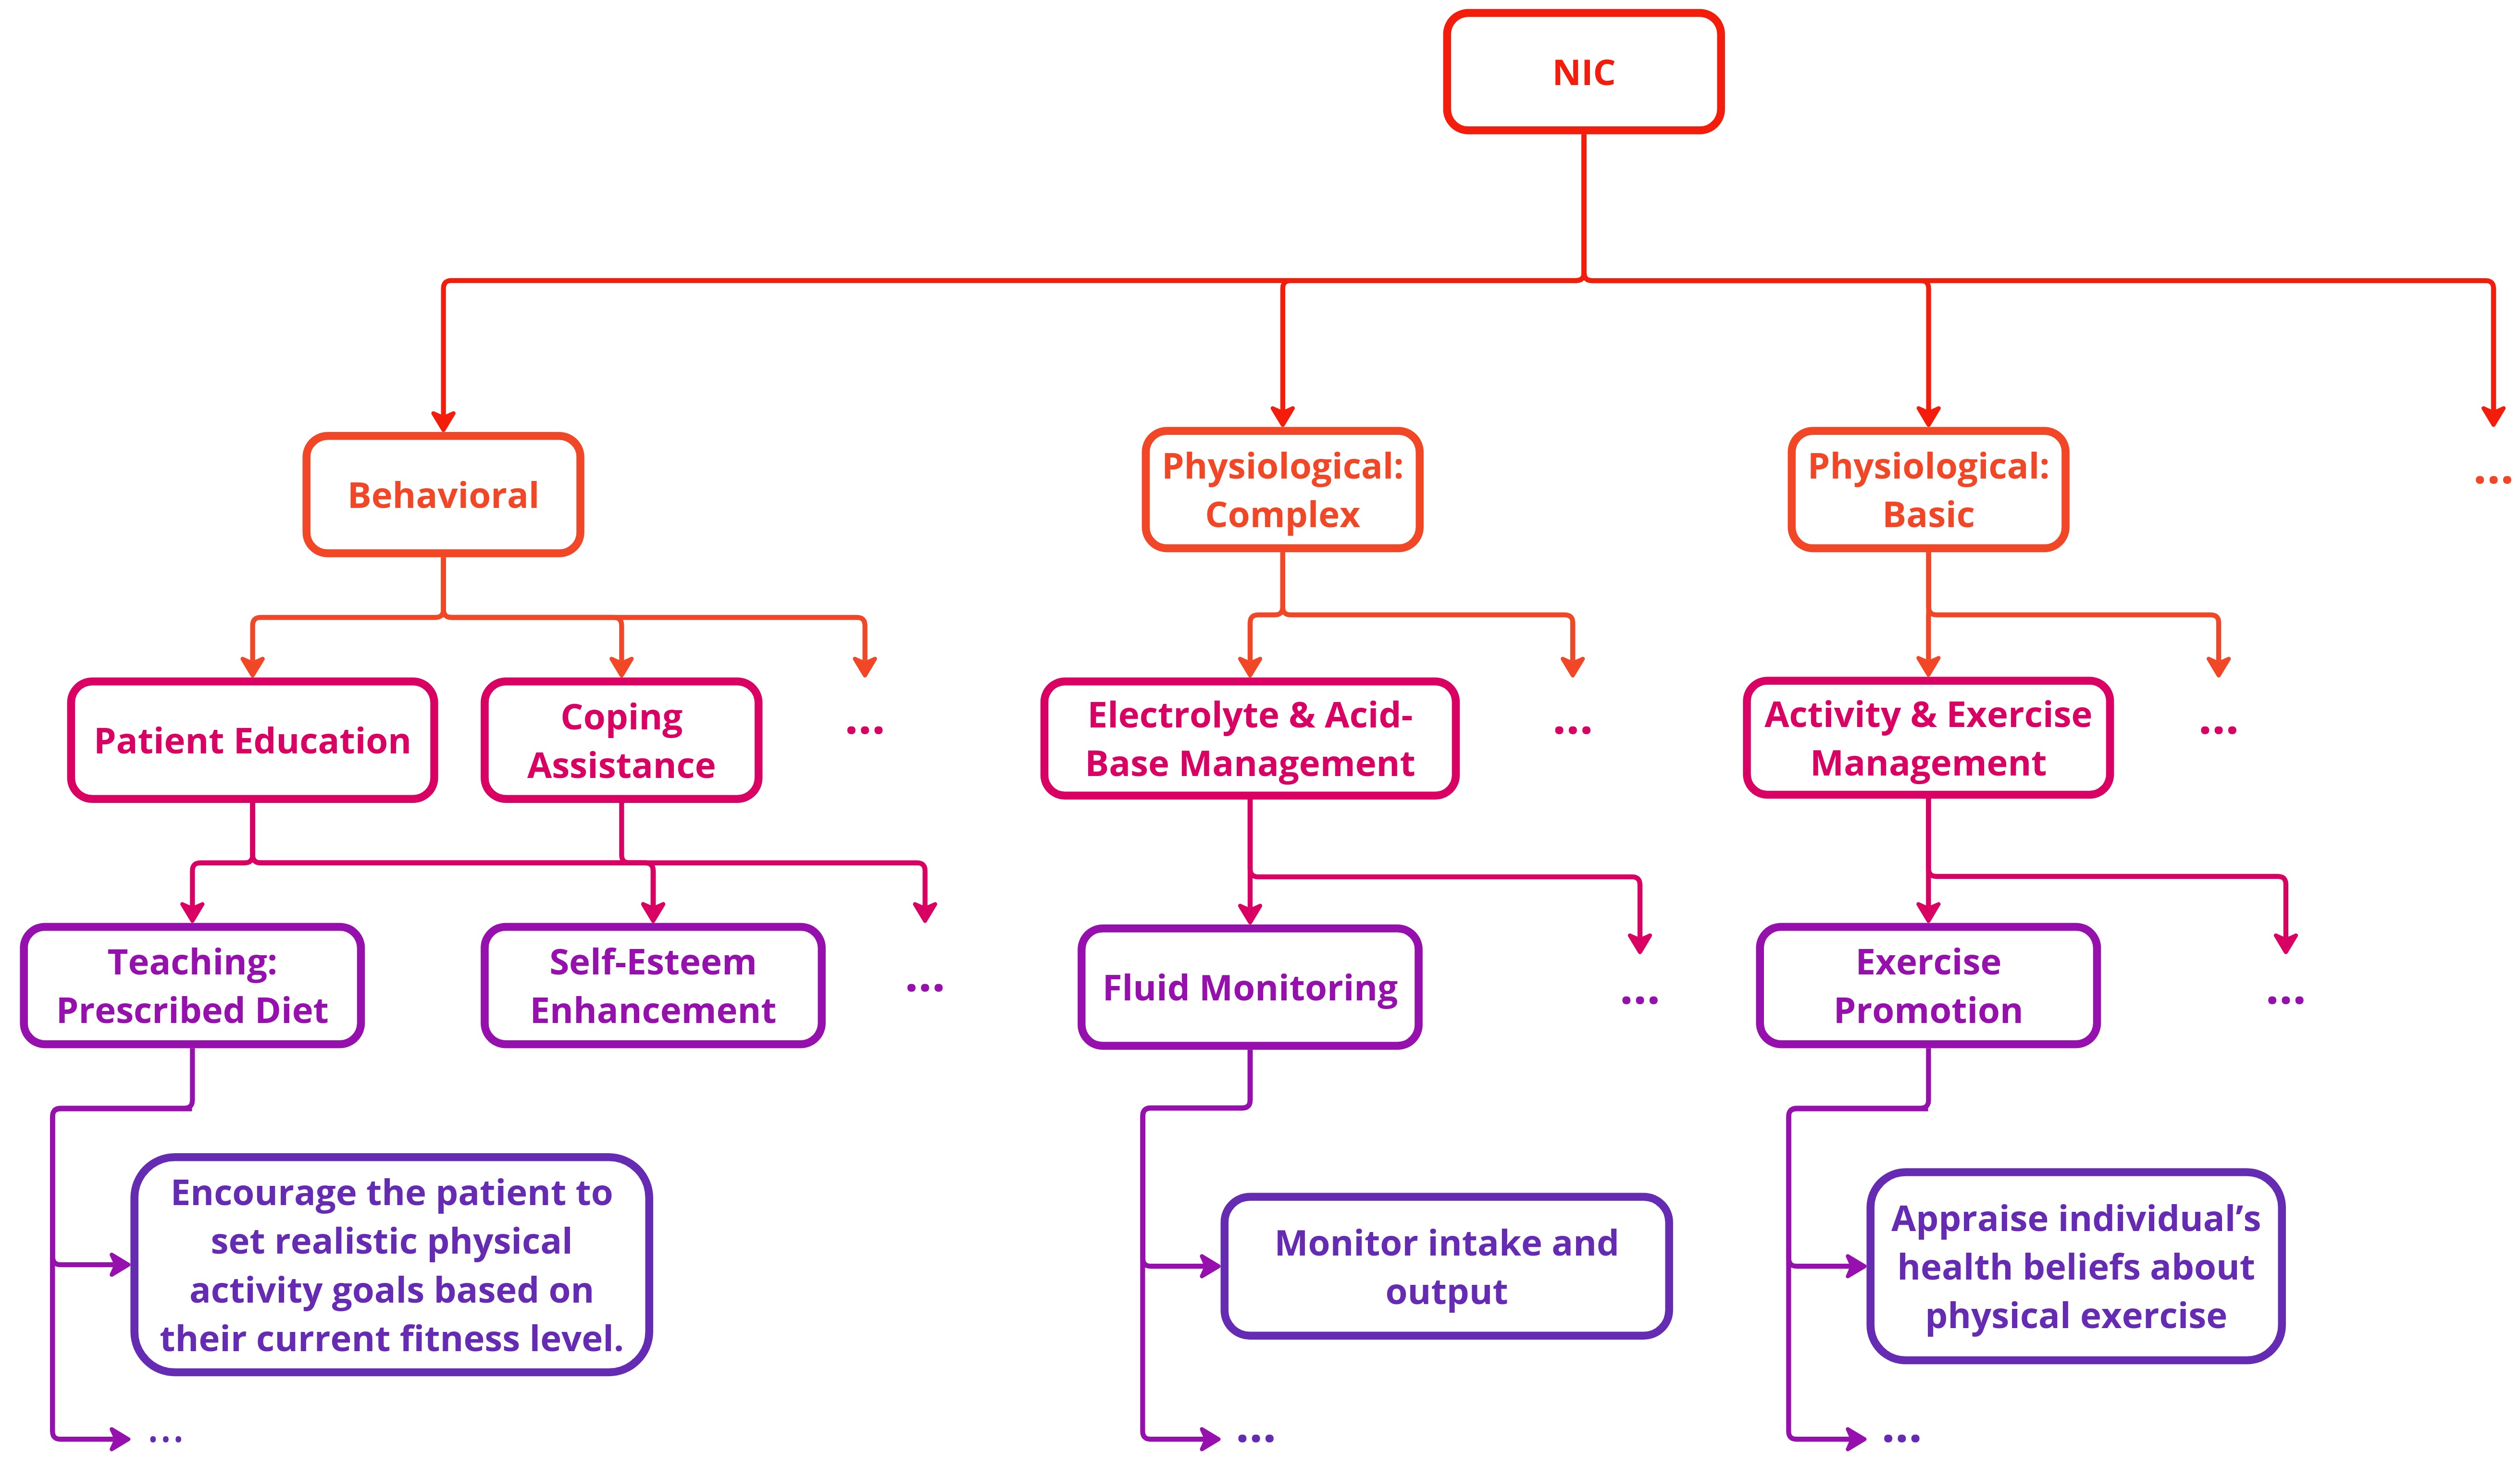 NIC
Behavioral
Physiological:
Complex
Physiological:
Basic
...
Patient Education
Coping
Assistance
...
Electrolyte & Acid-
Base Management
...
Activity & Exercise
Management
...
Teaching:
Prescribed Diet
Self-Esteem
Enhancement
...
Fluid Monitoring
...
Exercise
Promotion
...
Encourage the patient to
set realistic physical
activity goals based on
their current fitness level.
...
Monitor intake and
output
...
Appraise individual’s
health beliefs about
physical exercise
...